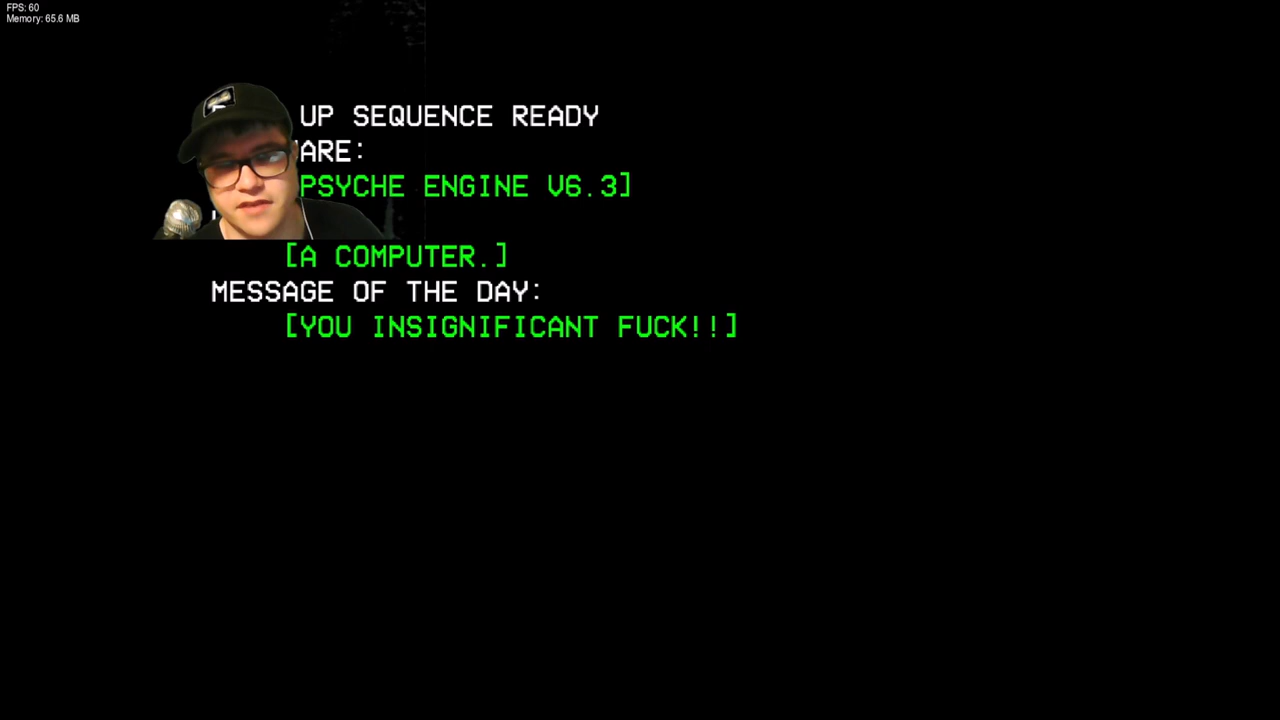 FPS: 60
Memory: 65.6 MB
UP SEQUENCE READY
ARE:
PSYCHE ENGINE V6.3]
[A COMPUTER.]
MESSAGE OF THE DAY:
[YOU INSIGNIFICANT FUCK!!]